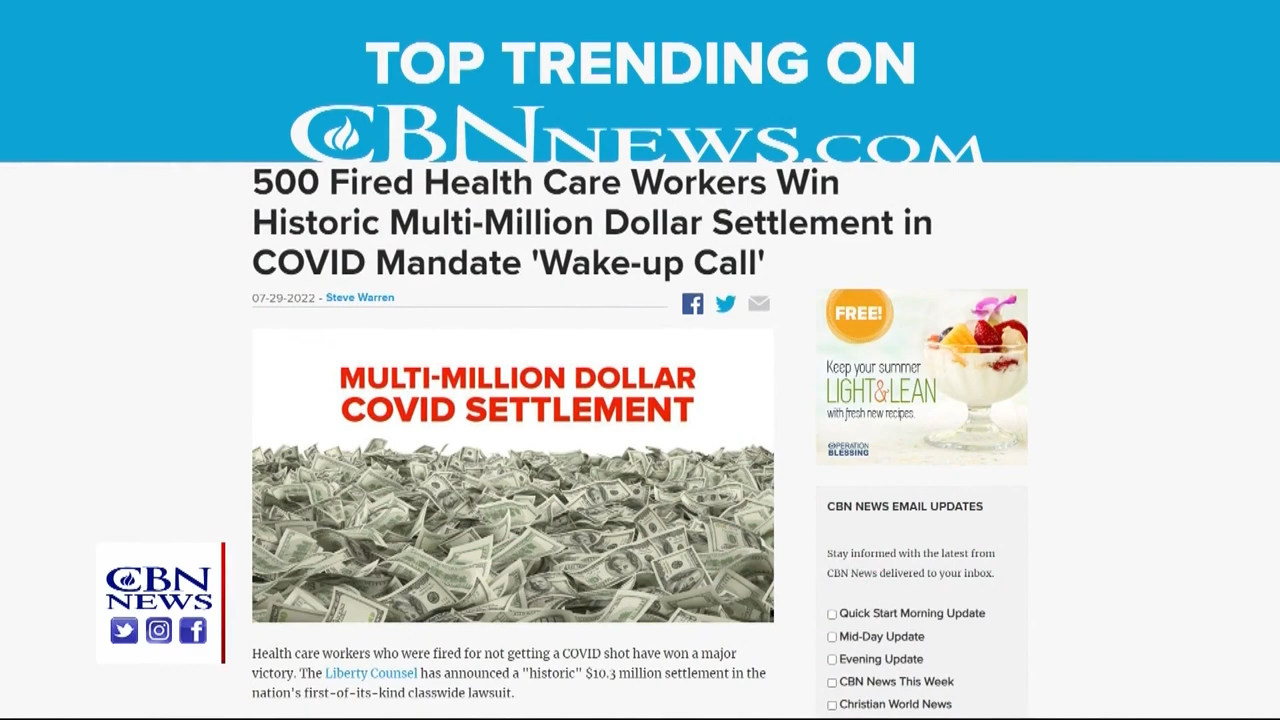 TOP TRENDING ON
CBNNEWS.COM
500 Fired Health Care Workers Win
Historic Multi-Million Dollar Settlement in
COVID Mandate 'Wake-up Call'
07-29-2022 - Steve Warren
MULTI-MILLION DOLLAR
COVID SETTLEMENT
Health care workers who were fired for not getting a COVID shot have won a major
victory. The Liberty Counsel has announced a "historic" $10.3 million settlement in the
nation's first-of-its-kind classwide lawsuit.
FREE!
Keep your summer
LIGHT&LEAN
with fresh new recipes.
OPERATION
BLESSING
CBN NEWS EMAIL UPDATES
Stay informed with the latest from
CBN News delivered to your inbox.
Quick Start Morning Update
Mid-Day Update
Evening Update
CBN News This Week
Christian World News
CBN
NEWS